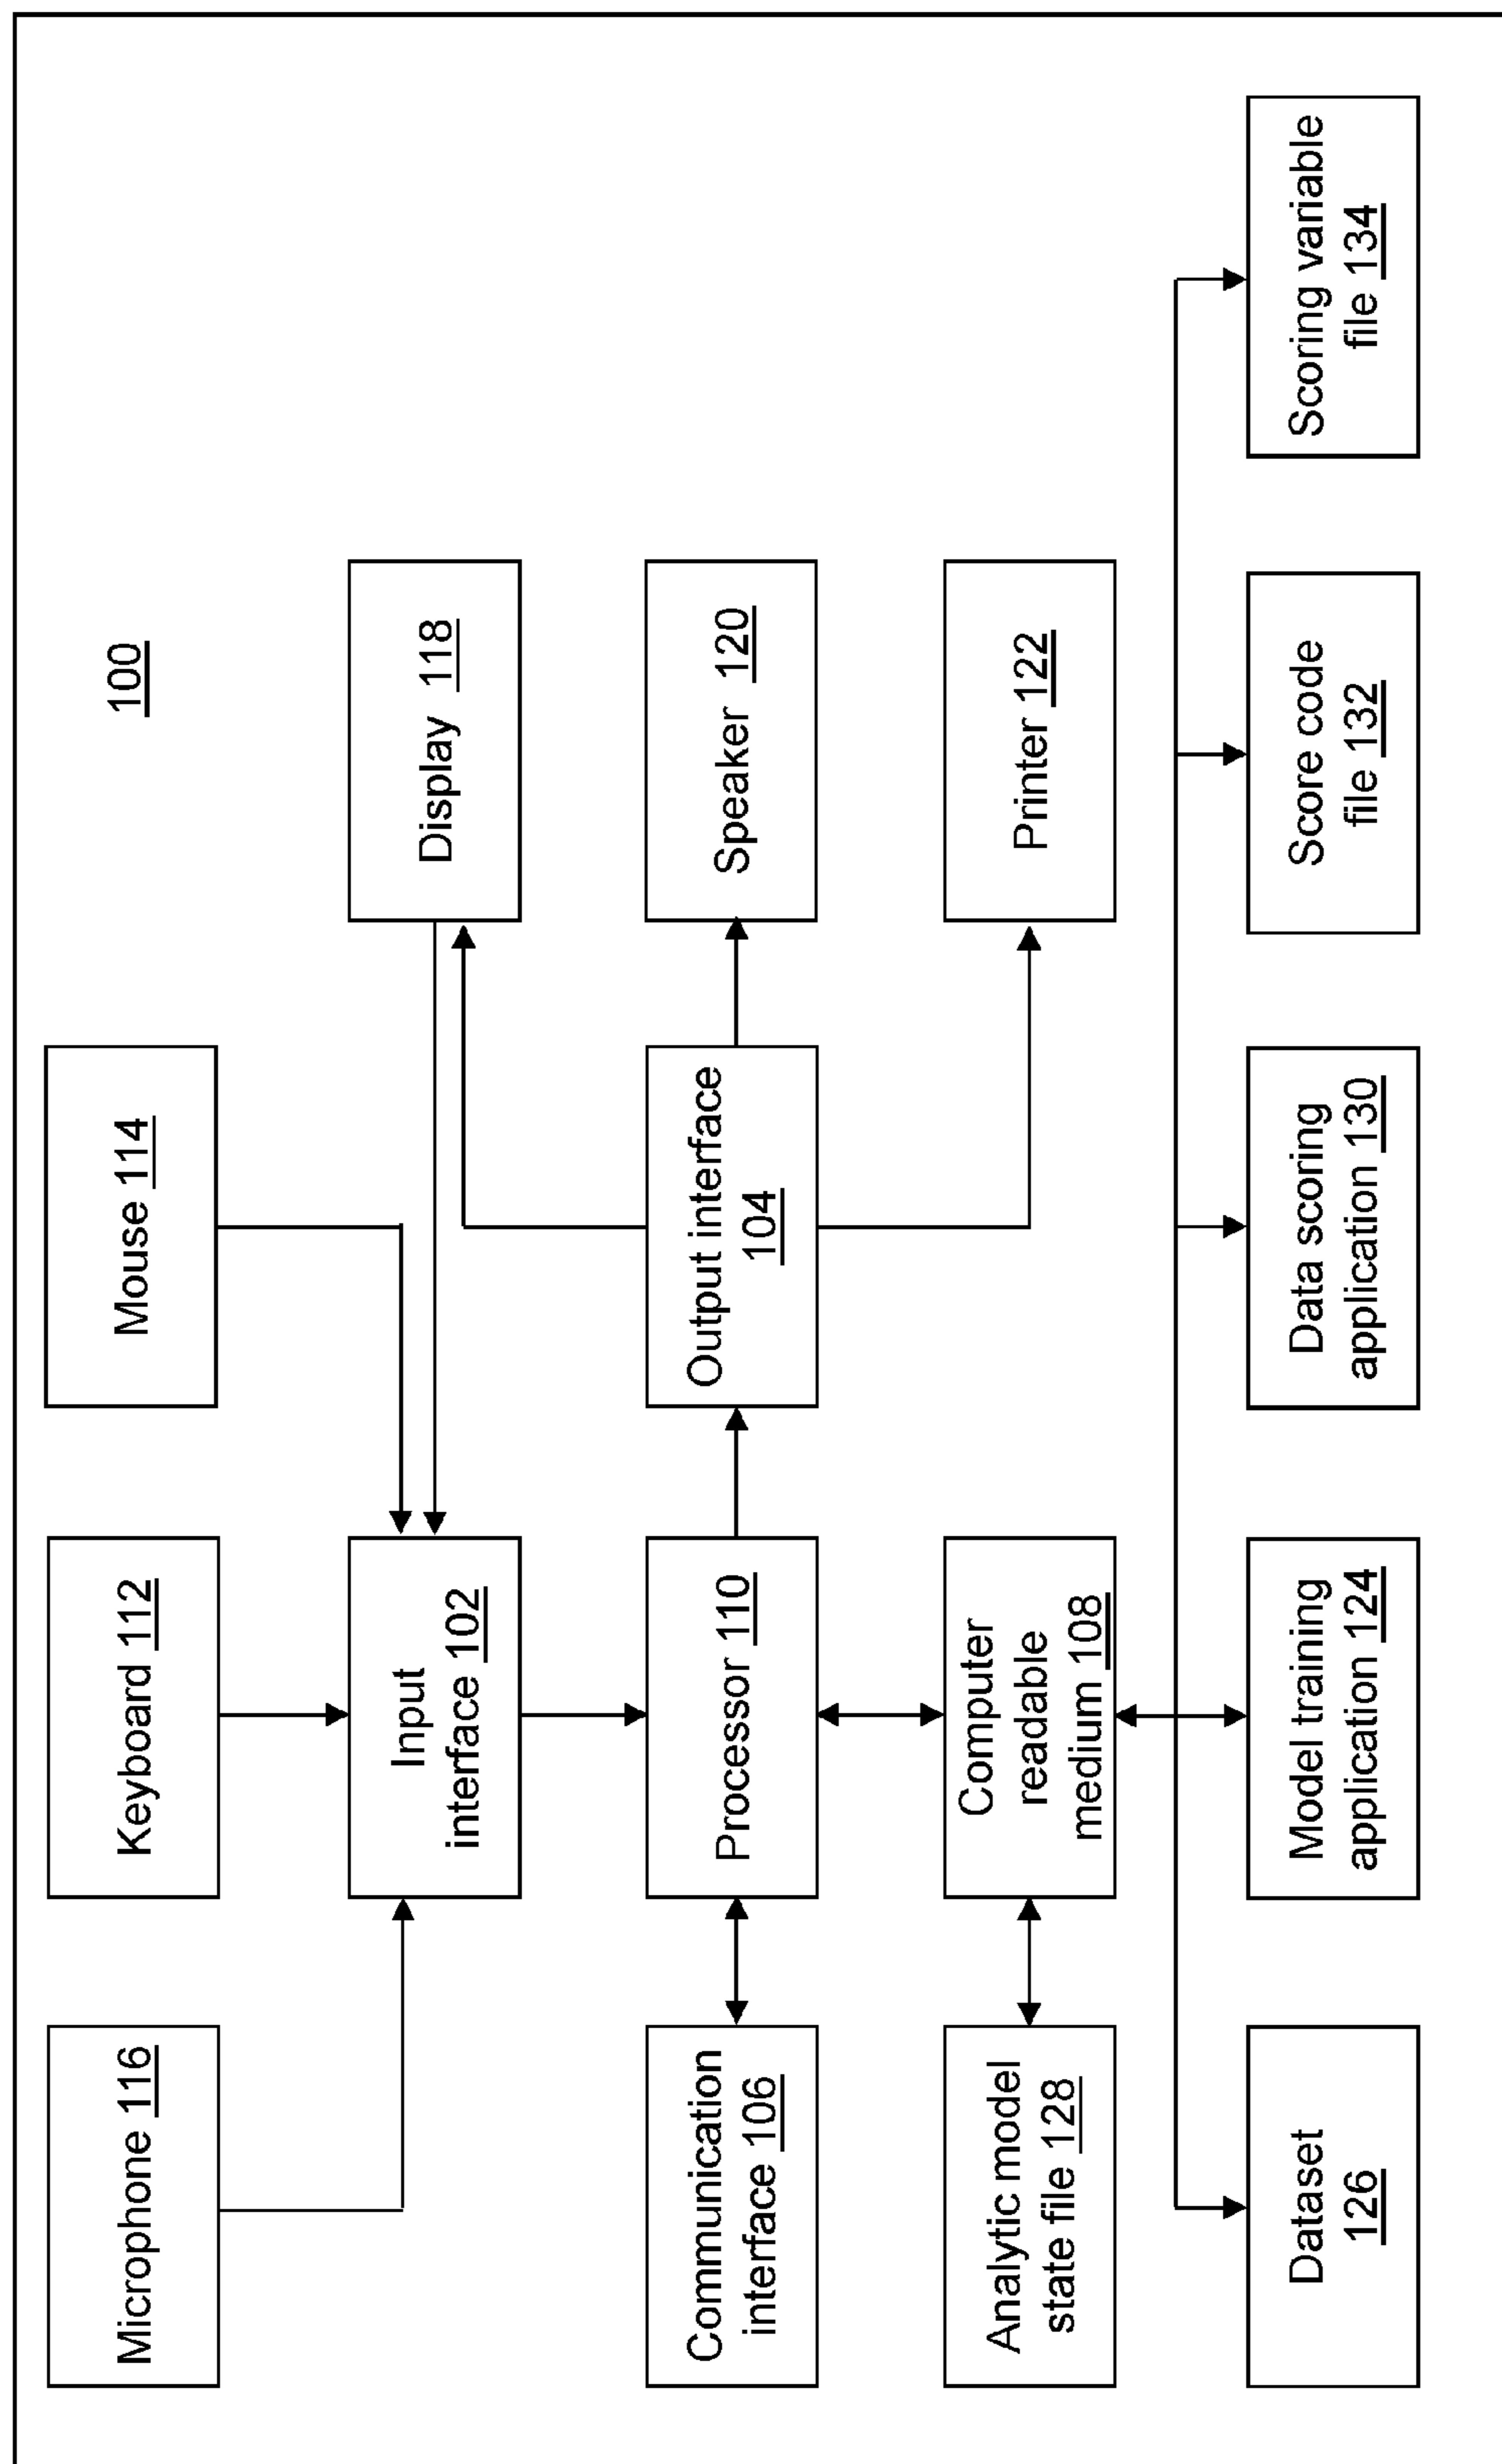 100
Microphone 116
Keyboard 112
Mouse 114
Input
interface 102
Display 118
Communication
interface 106
Processor 110
Output interface
104
Speaker 120
Analytic model
state file 128
Computer
readable
medium 108
Printer 122
Dataset
126
Model training
application 124
Data scoring
application 130
Score code
file 132
Scoring variable
file 134